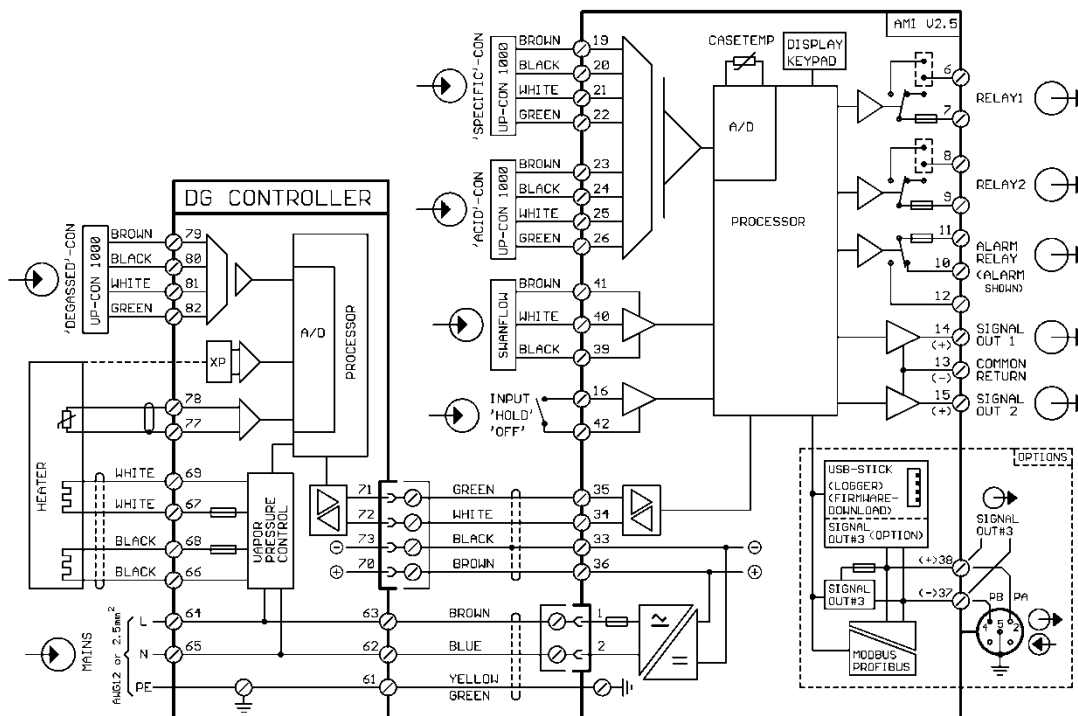 AMI V2.5
'SPECIFIC'-CON
UP-CON 1000
BROWN 19
BLACK 20
WHITE 21
GREEN 22
CASETEMP
DISPLAY
KEYPAD
A/D
PROCESSOR
6
7
RELAY1
8
9
RELAY2
11
10
12
ALARM
RELAY
(ALARM
SHOWN)
14
(+)
SIGNAL
OUT 1
13
(-)
COMMON
RETURN
15
(+)
SIGNAL
OUT 2
'ACID'-CON
UP-CON 1000
BROWN 23
BLACK 24
WHITE 25
GREEN 26
SWANFLOW
BROWN 41
WHITE 40
BLACK 39
INPUT
'HOLD'
'OFF'
16
42
DG CONTROLLER
'DEGASSED'-CON
UP-CON 1000
BROWN 79
BLACK 80
WHITE 81
GREEN 82
A/D
PROCESSOR
XP
HEATER
78
77
WHITE 69
WHITE 67
BLACK 68
BLACK 66
VAPOR
PRESSURE
CONTROL
71 GREEN 35
72 WHITE 34
73 BLACK 33
70 BROWN 36
MAINS
AWG12 or 2.5mm²
L 64
N 65
PE
63 BROWN 1
62 BLUE 2
61 YELLOW
GREEN
OPTIONS
USB-STICK
(LOGGER)
(FIRMWARE-
DOWNLOAD)
SIGNAL
OUT#3 (OPTION)
SIGNAL
OUT#3
SIGNAL
OUT#3
(+)38
(-)37
PB PA
4 5 2
MODBUS
PROFIBUS